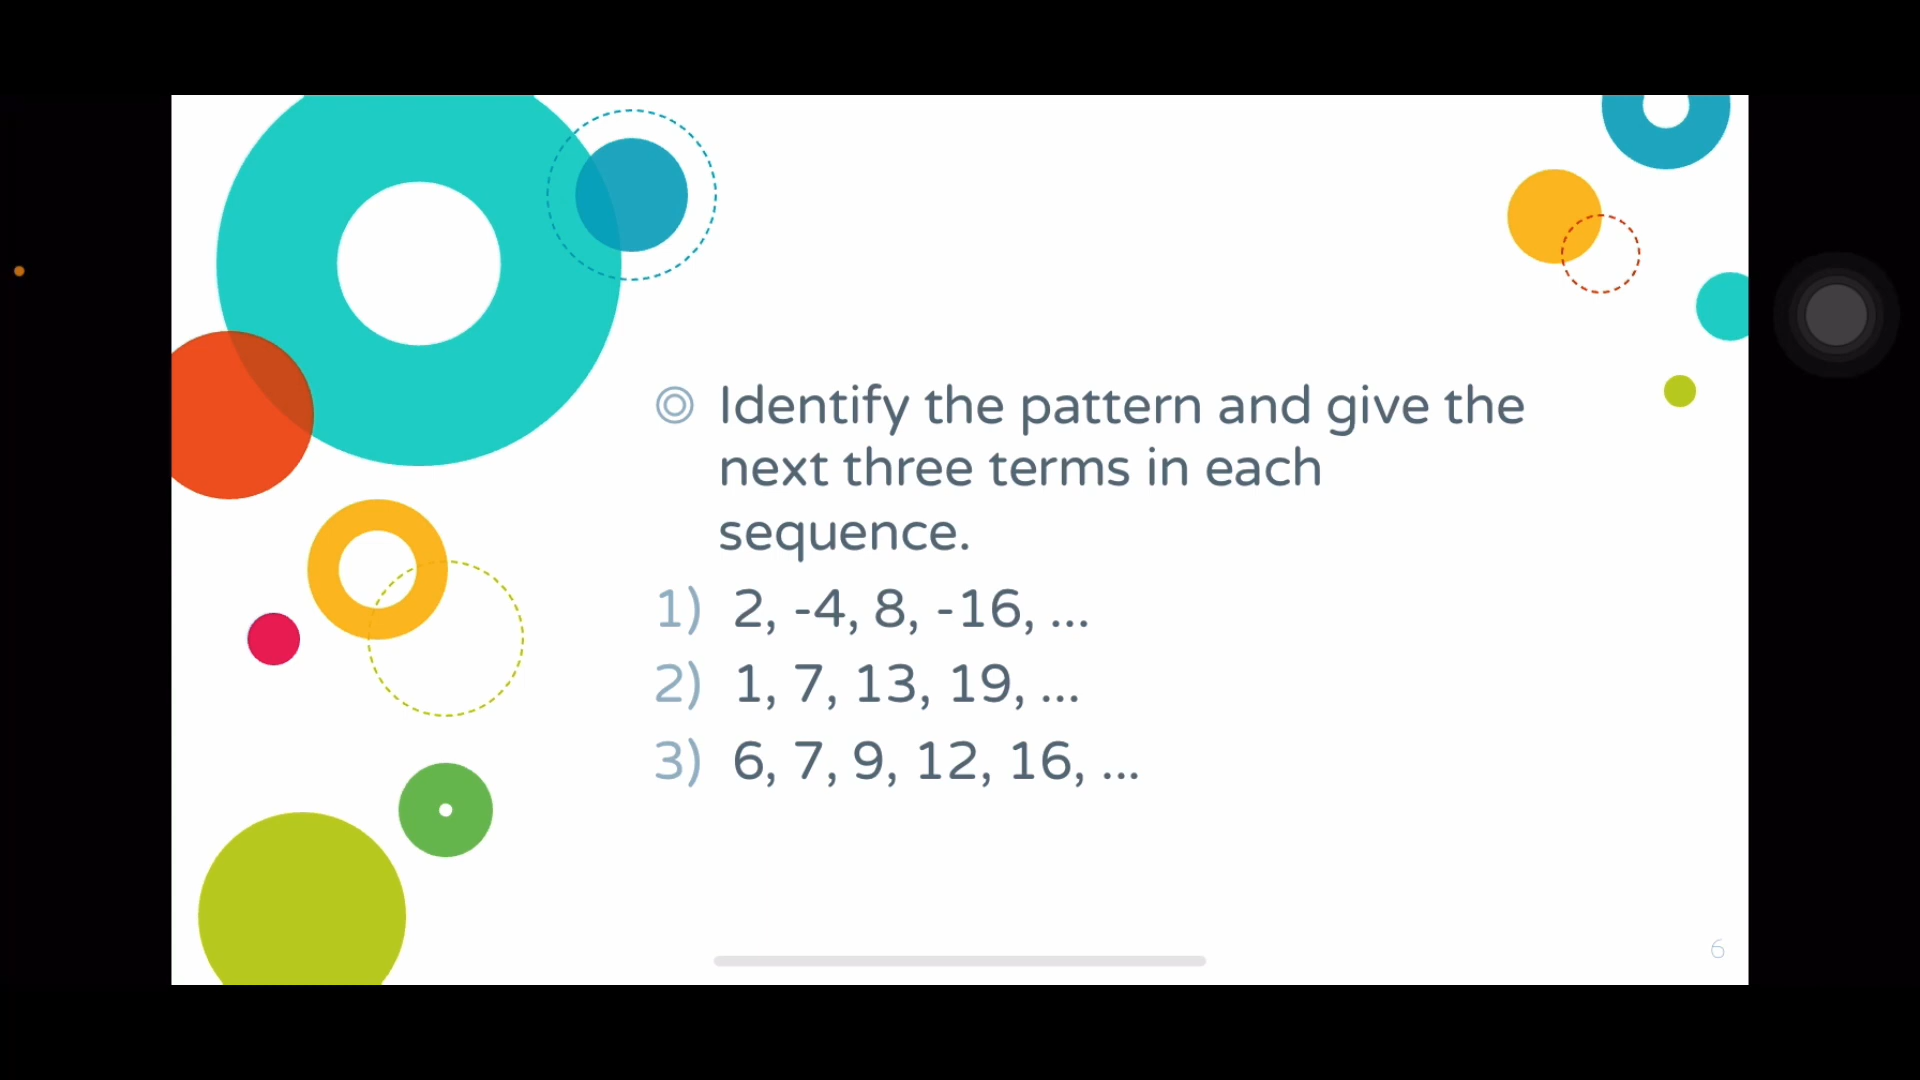 Identify the pattern and give the
next three terms in each
sequence.
1) 2, -4, 8, -16, ...
2) 1, 7, 13, 19, ...
3) 6, 7, 9, 12, 16, ...
6